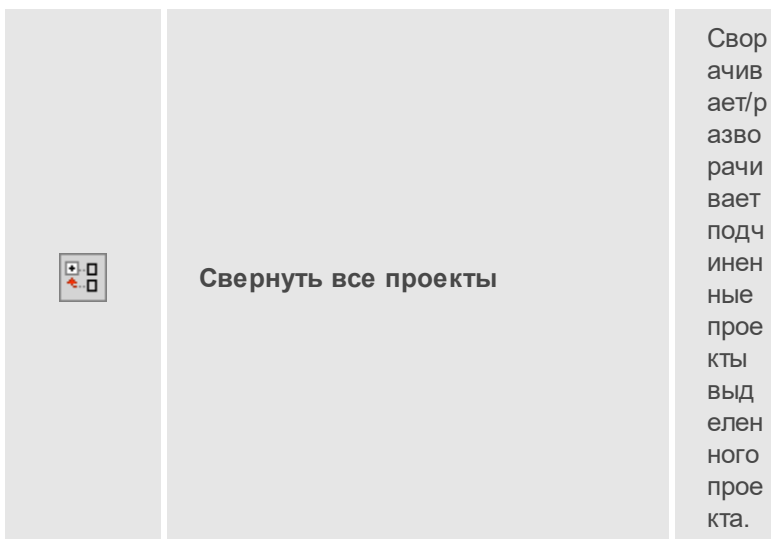 Свернуть все проекты
Свор
ачив
ает/р
азво
рачи
вает
подч
инен
ные
прое
кты
выд
елен
ного
прое
кта.